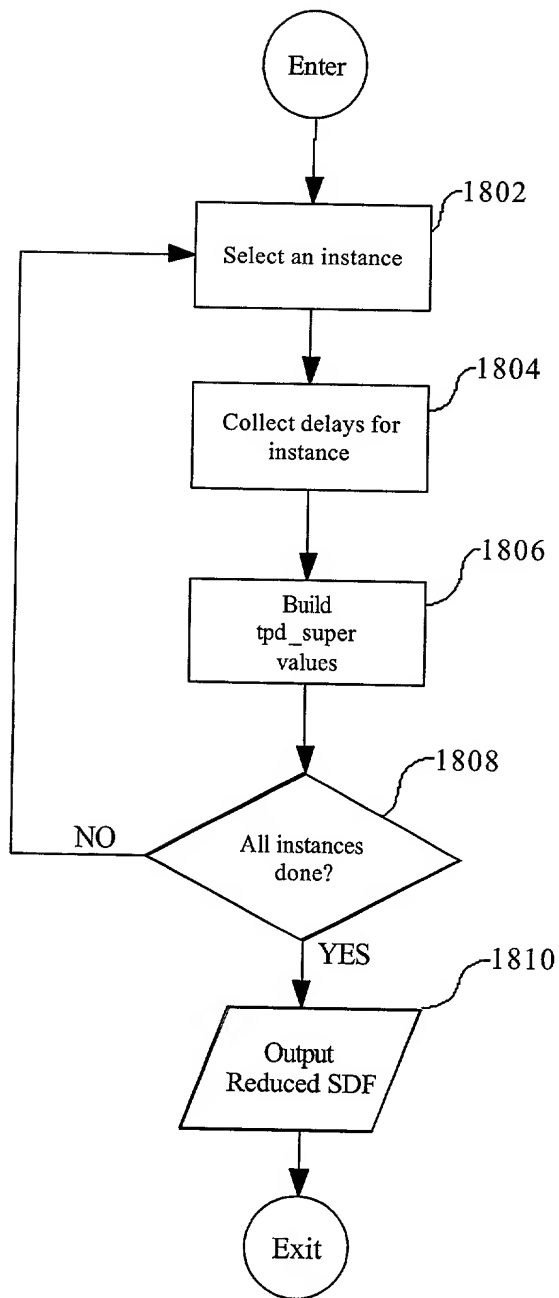 Enter
1802
Select an instance
1804
Collect delays for
instance
1806
Build
tpd_super
values
1808
All instances
done?
NO
YES
1810
Output
Reduced SDF
Exit